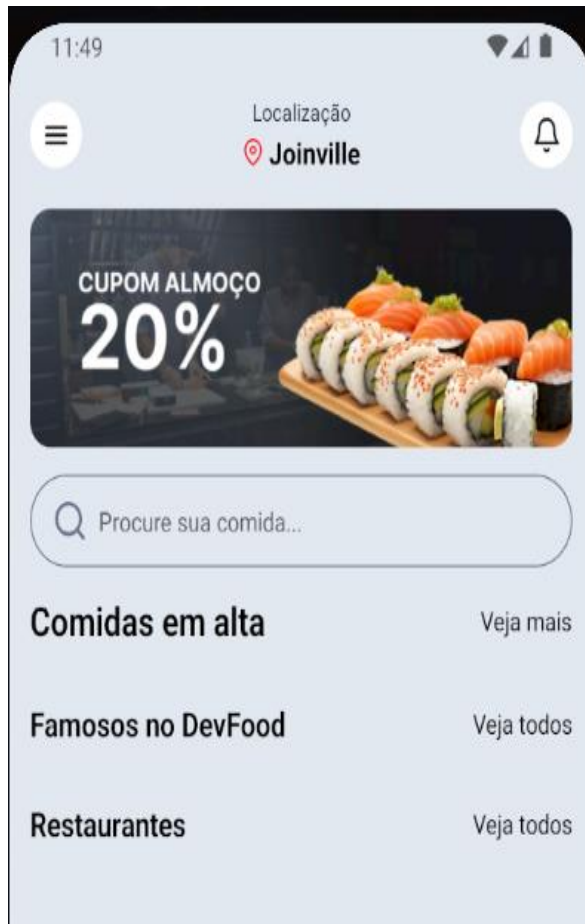 11:49
Localização
Joinville
CUPOM ALMOÇO
20%
Procure sua comida...
Comidas em alta Veja mais
Famosos no DevFood Veja todos
Restaurantes Veja todos